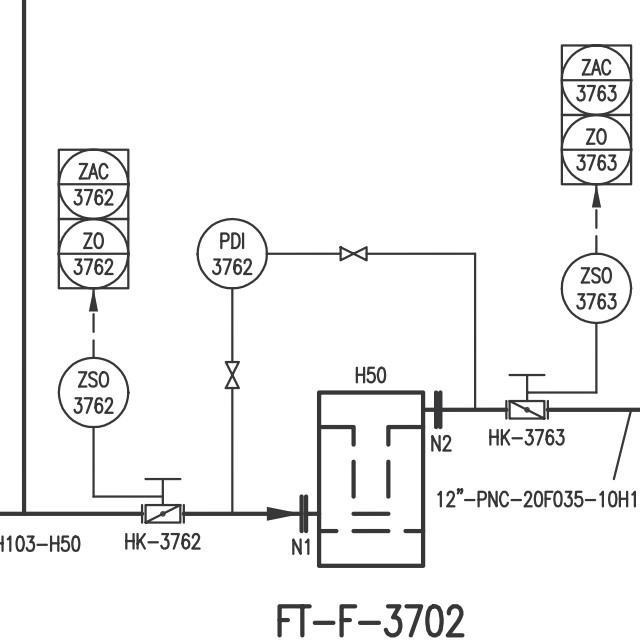 ZAC
3763
ZO
3763
ZAC
3762
ZO
3762
PDI
3762
ZSO
3763
ZSO
3762
H50
N2
HK-3763
12"-PNC-20F035-10H1
H103-H50
HK-3762
N1
FT-F-3702